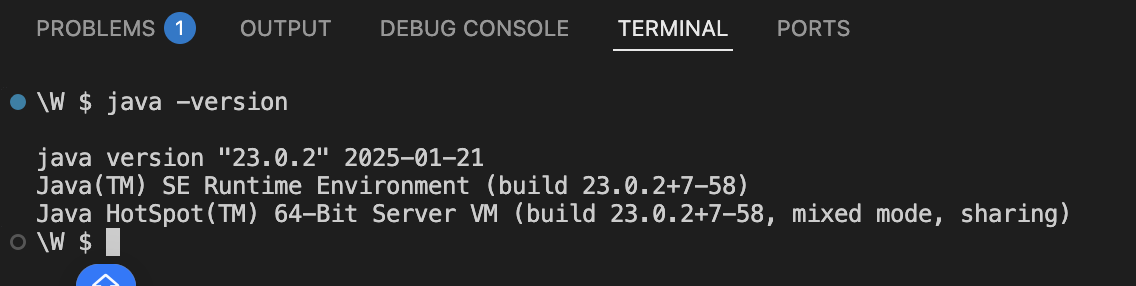 PROBLEMS 1 OUTPUT DEBUG CONSOLE TERMINAL PORTS
\W $ java -version
java version "23.0.2" 2025-01-21
Java(TM) SE Runtime Environment (build 23.0.2+7-58)
Java HotSpot(TM) 64-Bit Server VM (build 23.0.2+7-58, mixed mode, sharing)
\W $